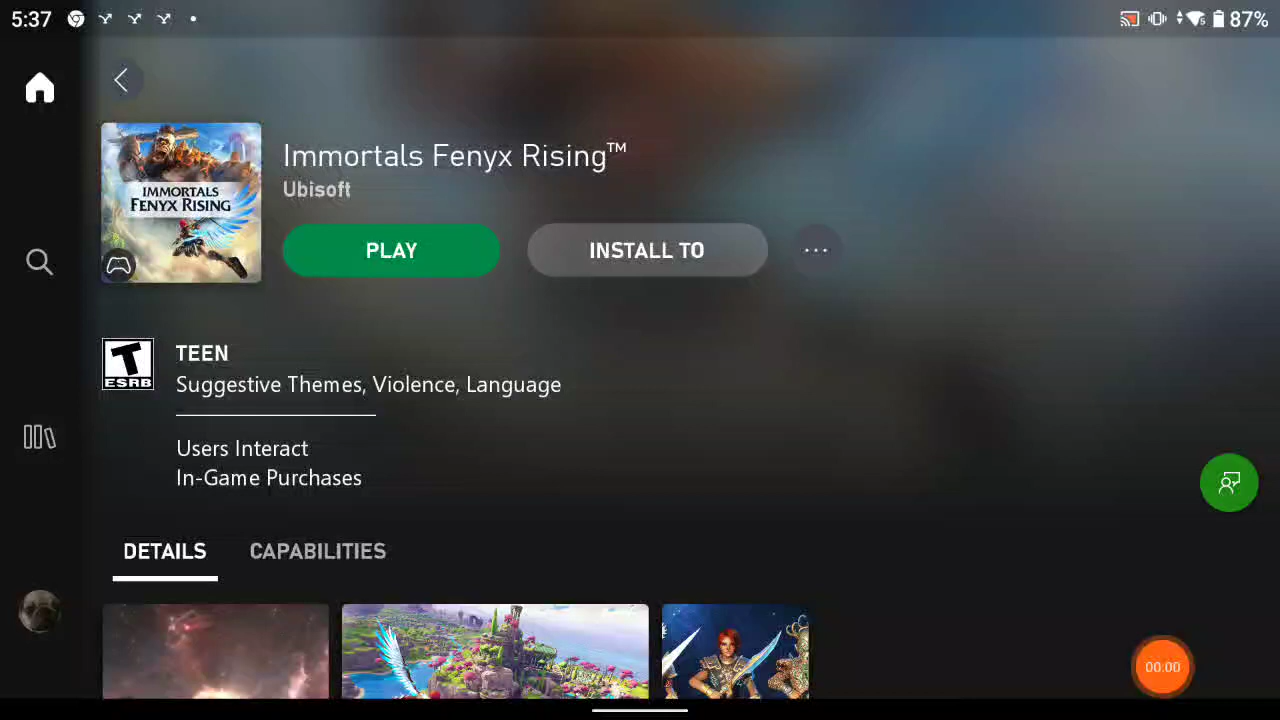 5:37
87%
IMMORTALS
FENYX RISING
Immortals Fenyx Rising™
Ubisoft
PLAY
INSTALL TO
T
ESRB
TEEN
Suggestive Themes, Violence, Language
Users Interact
In-Game Purchases
DETAILS
CAPABILITIES
00:00